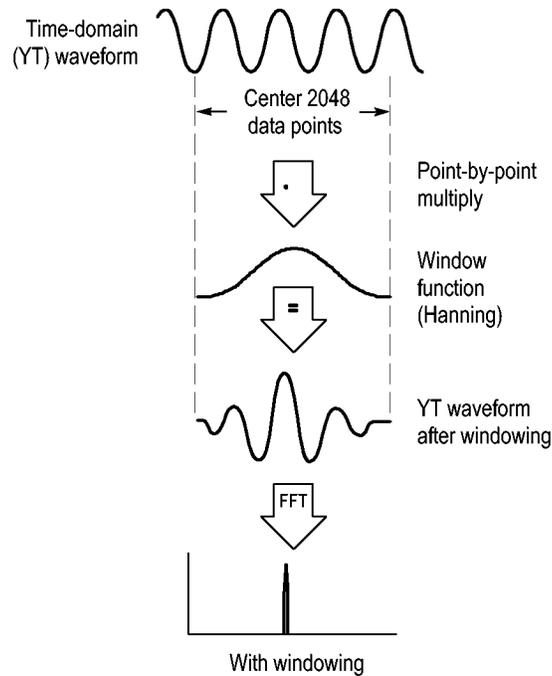 Time-domain
(YT) waveform
Center 2048
data points
Point-by-point
multiply
Window
function
(Hanning)
=
YT waveform
after windowing
FFT
With windowing